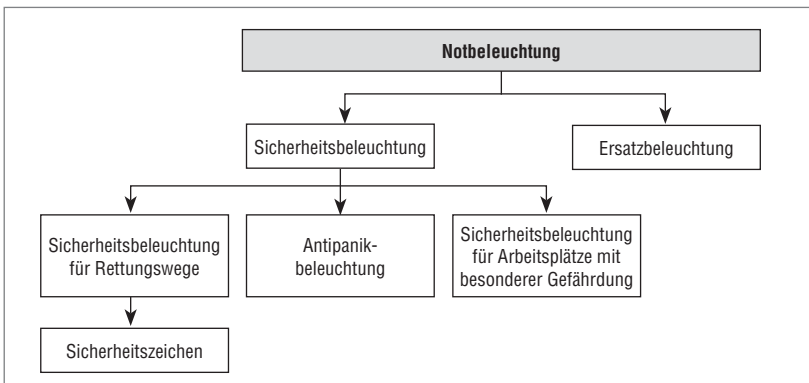 Notbeleuchtung
Sicherheitsbeleuchtung
Ersatzbeleuchtung
Sicherheitsbeleuchtung
für Rettungswege
Antipanik-
beleuchtung
Sicherheitsbeleuchtung
für Arbeitsplätze mit
besonderer Gefährdung
Sicherheitszeichen